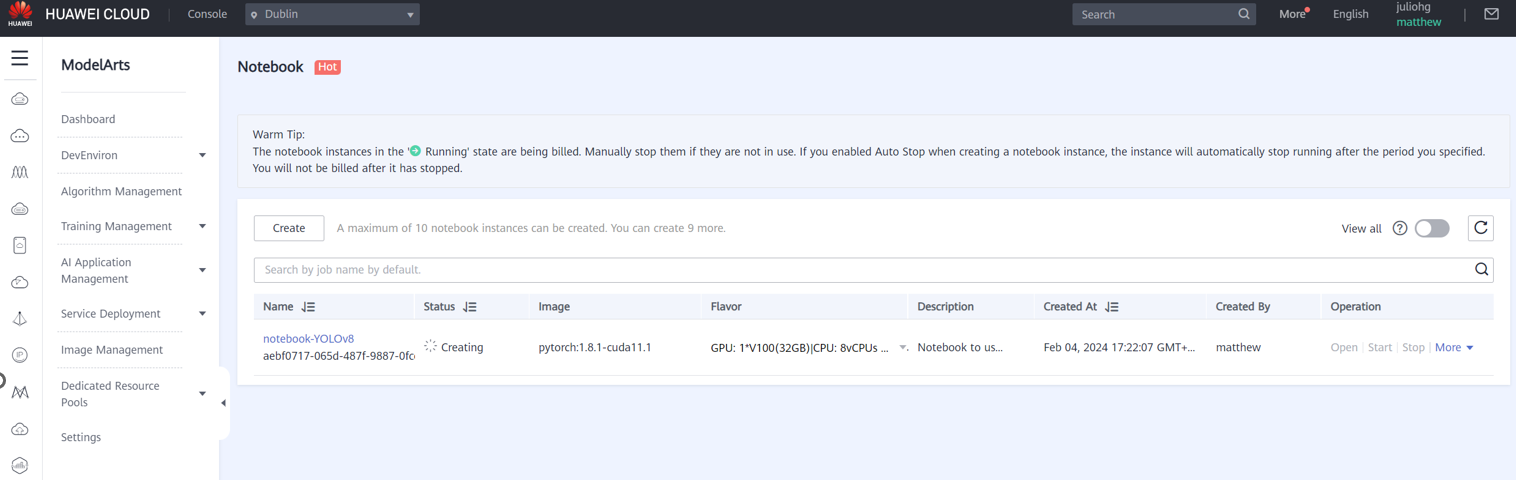 HUAWEI
HUAWEI CLOUD
Console
Dublin
Search
More
English
juliohg
matthew
ModelArts
Dashboard
DevEnviron
Algorithm Management
Training Management
AI Application
Management
Service Deployment
Image Management
Dedicated Resource
Pools
Settings
Notebook Hot
Warm Tip:
The notebook instances in the ' Running' state are being billed. Manually stop them if they are not in use. If you enabled Auto Stop when creating a notebook instance, the instance will automatically stop running after the period you specified.
You will not be billed after it has stopped.
Create A maximum of 10 notebook instances can be created. You can create 9 more. View all
Search by job name by default.
Name Status Image Flavor Description Created At Created By Operation
notebook-YOLOv8
aebf0717-065d-487f-9887-0fc
Creating pytorch:1.8.1-cuda11.1 GPU: 1*V100(32GB)|CPU: 8vCPUs ... Notebook to us... Feb 04, 2024 17:22:07 GMT+... matthew Open Start Stop More